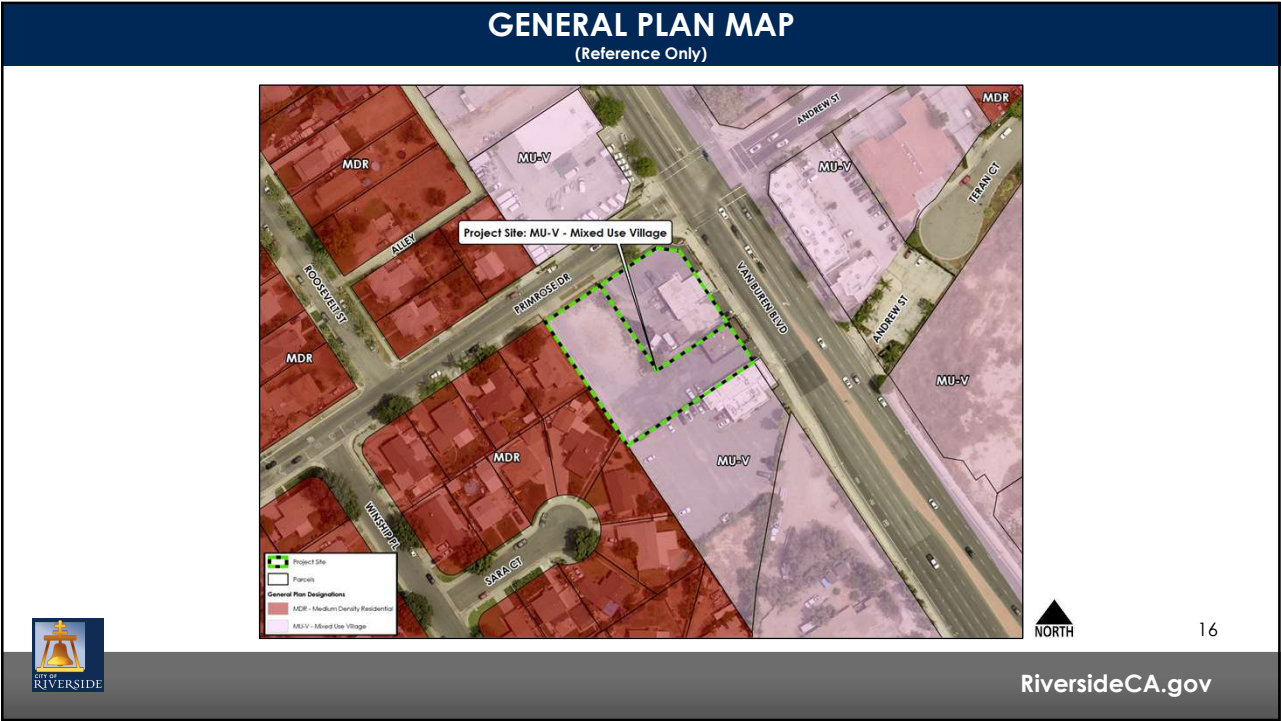 GENERAL PLAN MAP
(Reference Only)
MDR
ANDREW ST
MDR
MU-V
MU-V
TERAN CT
Project Site: MU-V - Mixed Use Village
ALLEY
ROOSEVELT ST
PRIMROSE DR
VAN BUREN BLVD
ANDREW ST
MDR
MU-V
MDR
MU-V
WINSHIP PL
SARA CT
Project Site
Parcels
General Plan Designations
MDR - Medium Density Residential
MU-V - Mixed Use Village
NORTH
16
CITY OF
RIVERSIDE
RiversideCA.gov